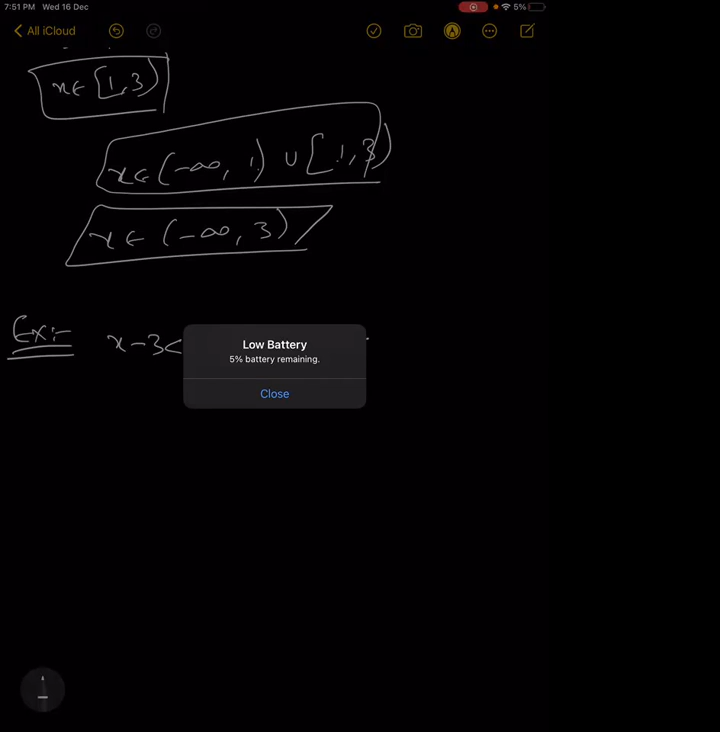 7:51 PM Wed 16 Dec
5%
All iCloud
x∈[1,3)
x∈(-∞,1) ∪ [1,3)
x∈(-∞,3)
Ex:- x-3<
Low Battery
5% battery remaining.
Close